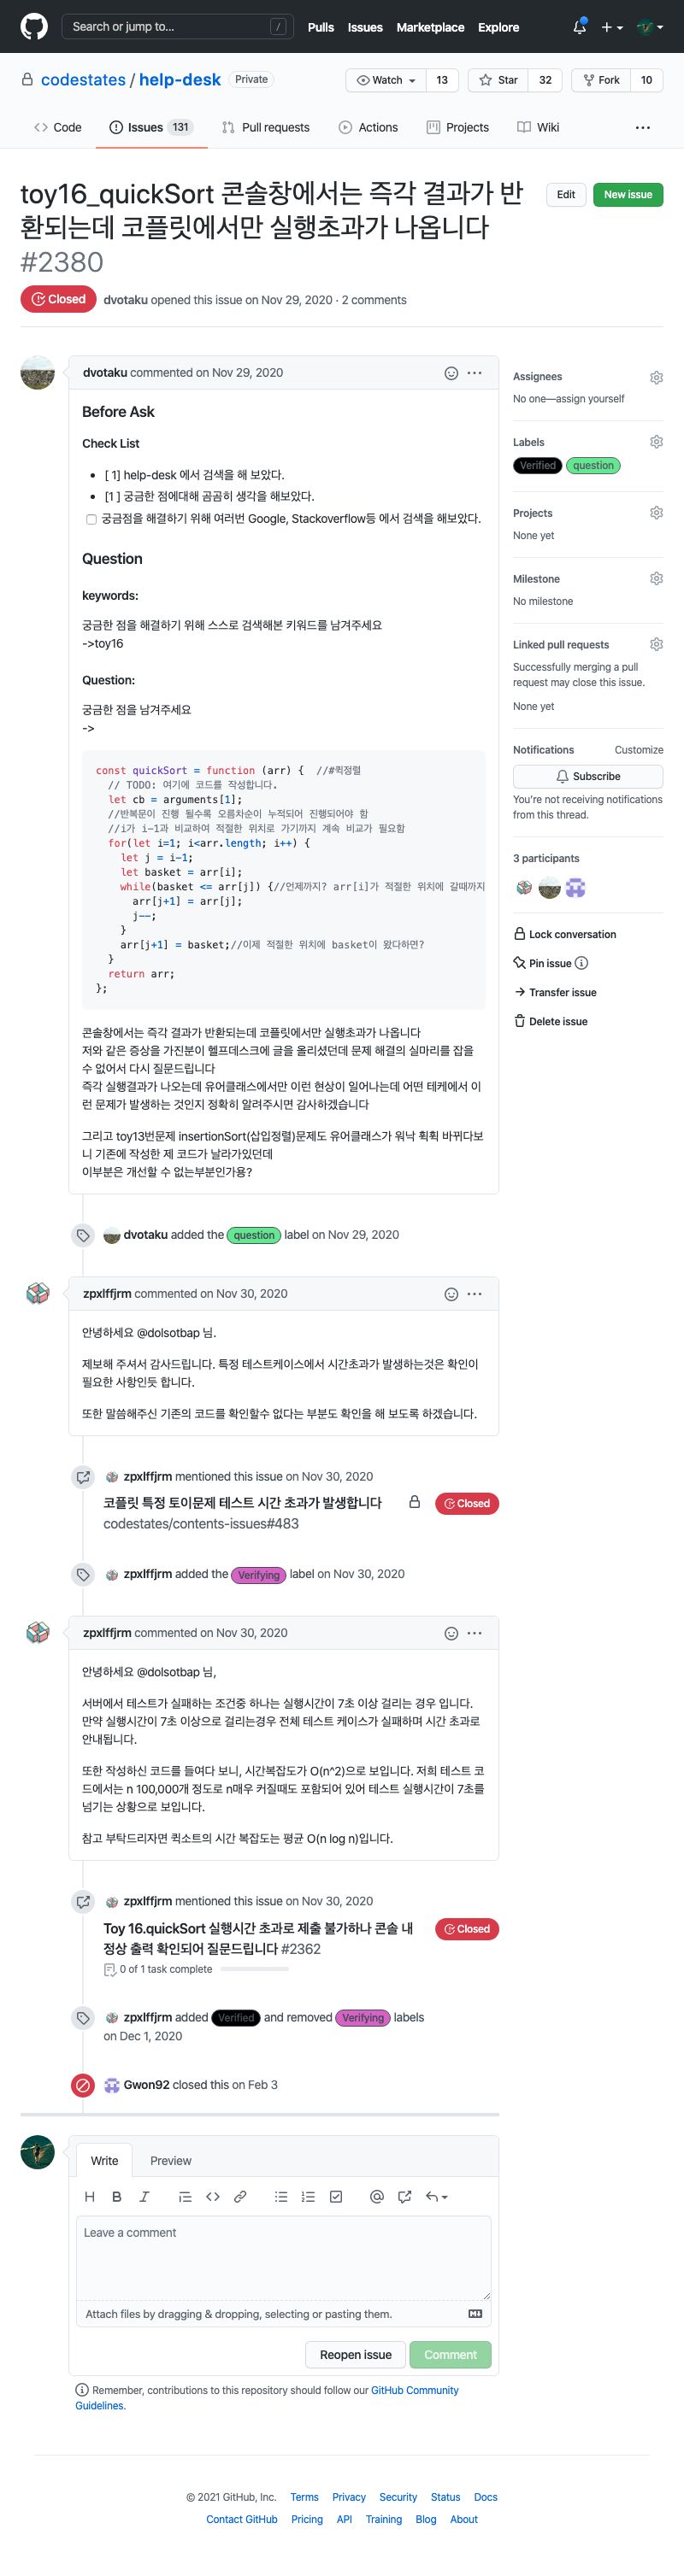 Search or jump to... /
Pulls Issues Marketplace Explore
codestates / help-desk Private
Watch 13 Star 32 Fork 10
Code Issues 131 Pull requests Actions Projects Wiki
toy16_quickSort 콘솔창에서는 즉각 결과가 반
환되는데 코플릿에서만 실행초과가 나옵니다
#2380
Edit New issue
Closed dvotaku opened this issue on Nov 29, 2020 · 2 comments
dvotaku commented on Nov 29, 2020
Before Ask
Check List
• [ 1] help-desk 에서 검색을 해 보았다.
• [1 ] 궁금한 점에대해 곰곰히 생각을 해보았다.
궁금점을 해결하기 위해 여러번 Google, Stackoverflow등 에서 검색을 해보았다.
Question
keywords:
궁금한 점을 해결하기 위해 스스로 검색해본 키워드를 남겨주세요
->toy16
Question:
궁금한 점을 남겨주세요
->
const quickSort = function (arr) {  //#퀵정렬
// TODO: 여기에 코드를 작성합니다.
let cb = arguments[1];
//반복문이 진행 될수록 오름차순이 누적되어 진행되어야 함
//i가 i-1과 비교하여 적절한 위치로 가기까지 계속 비교가 필요함
for(let i=1; i<arr.length; i++) {
let j = i-1;
let basket = arr[i];
while(basket <= arr[j]) {//언제까지? arr[i]가 적절한 위치에 갈때까지
arr[j+1] = arr[j];
j--;
}
arr[j+1] = basket;//이제 적절한 위치에 basket이 왔다하면?
}
return arr;
};
콘솔창에서는 즉각 결과가 반환되는데 코플릿에서만 실행초과가 나옵니다
저와 같은 증상을 가진분이 헬프데스크에 글을 올리셨던데 문제 해결의 실마리를 잡을
수 없어서 다시 질문드립니다
즉각 실행결과가 나오는데 유어클래스에서만 이런 현상이 일어나는데 어떤 테케에서 이
런 문제가 발생하는 것인지 정확히 알려주시면 감사하겠습니다
그리고 toy13번문제 insertionSort(삽입정렬)문제도 유어클래스가 워낙 휙휙 바뀌다보
니 기존에 작성한 제 코드가 날라가있던데
이부분은 개선할 수 없는부분인가용?
dvotaku added the question label on Nov 29, 2020
zpxlffjrm commented on Nov 30, 2020
안녕하세요 @dolsotbap 님.
제보해 주셔서 감사드립니다. 특정 테스트케이스에서 시간초과가 발생하는것은 확인이
필요한 사항인듯 합니다.
또한 말씀해주신 기존의 코드를 확인할수 없다는 부분도 확인을 해 보도록 하겠습니다.
zpxlffjrm mentioned this issue on Nov 30, 2020
코플릿 특정 토이문제 테스트 시간 초과가 발생합니다 Closed
codestates/contents-issues#483
zpxlffjrm added the Verifying label on Nov 30, 2020
zpxlffjrm commented on Nov 30, 2020
안녕하세요 @dolsotbap 님,
서버에서 테스트가 실패하는 조건중 하나는 실행시간이 7초 이상 걸리는 경우 입니다.
만약 실행시간이 7초 이상으로 걸리는경우 전체 테스트 케이스가 실패하며 시간 초과로
안내됩니다.
또한 작성하신 코드를 들여다 보니, 시간복잡도가 O(n^2)으로 보입니다. 저희 테스트 코
드에서는 n 100,000개 정도로 n매우 커질때도 포함되어 있어 테스트 실행시간이 7초를
넘기는 상황으로 보입니다.
참고 부탁드리자면 퀵소트의 시간 복잡도는 평균 O(n log n)입니다.
zpxlffjrm mentioned this issue on Nov 30, 2020
Toy 16.quickSort 실행시간 초과로 제출 불가하나 콘솔 내 Closed
정상 출력 확인되어 질문드립니다 #2362
0 of 1 task complete
zpxlffjrm added Verified and removed Verifying labels
on Dec 1, 2020
Gwon92 closed this on Feb 3
Write Preview
Leave a comment
Attach files by dragging & dropping, selecting or pasting them.
Reopen issue Comment
Remember, contributions to this repository should follow our GitHub Community
Guidelines.
Assignees
No one—assign yourself
Labels
Verified question
Projects
None yet
Milestone
No milestone
Linked pull requests
Successfully merging a pull
request may close this issue.
None yet
Notifications Customize
Subscribe
You're not receiving notifications
from this thread.
3 participants
Lock conversation
Pin issue
Transfer issue
Delete issue
© 2021 GitHub, Inc. Terms Privacy Security Status Docs
Contact GitHub Pricing API Training Blog About